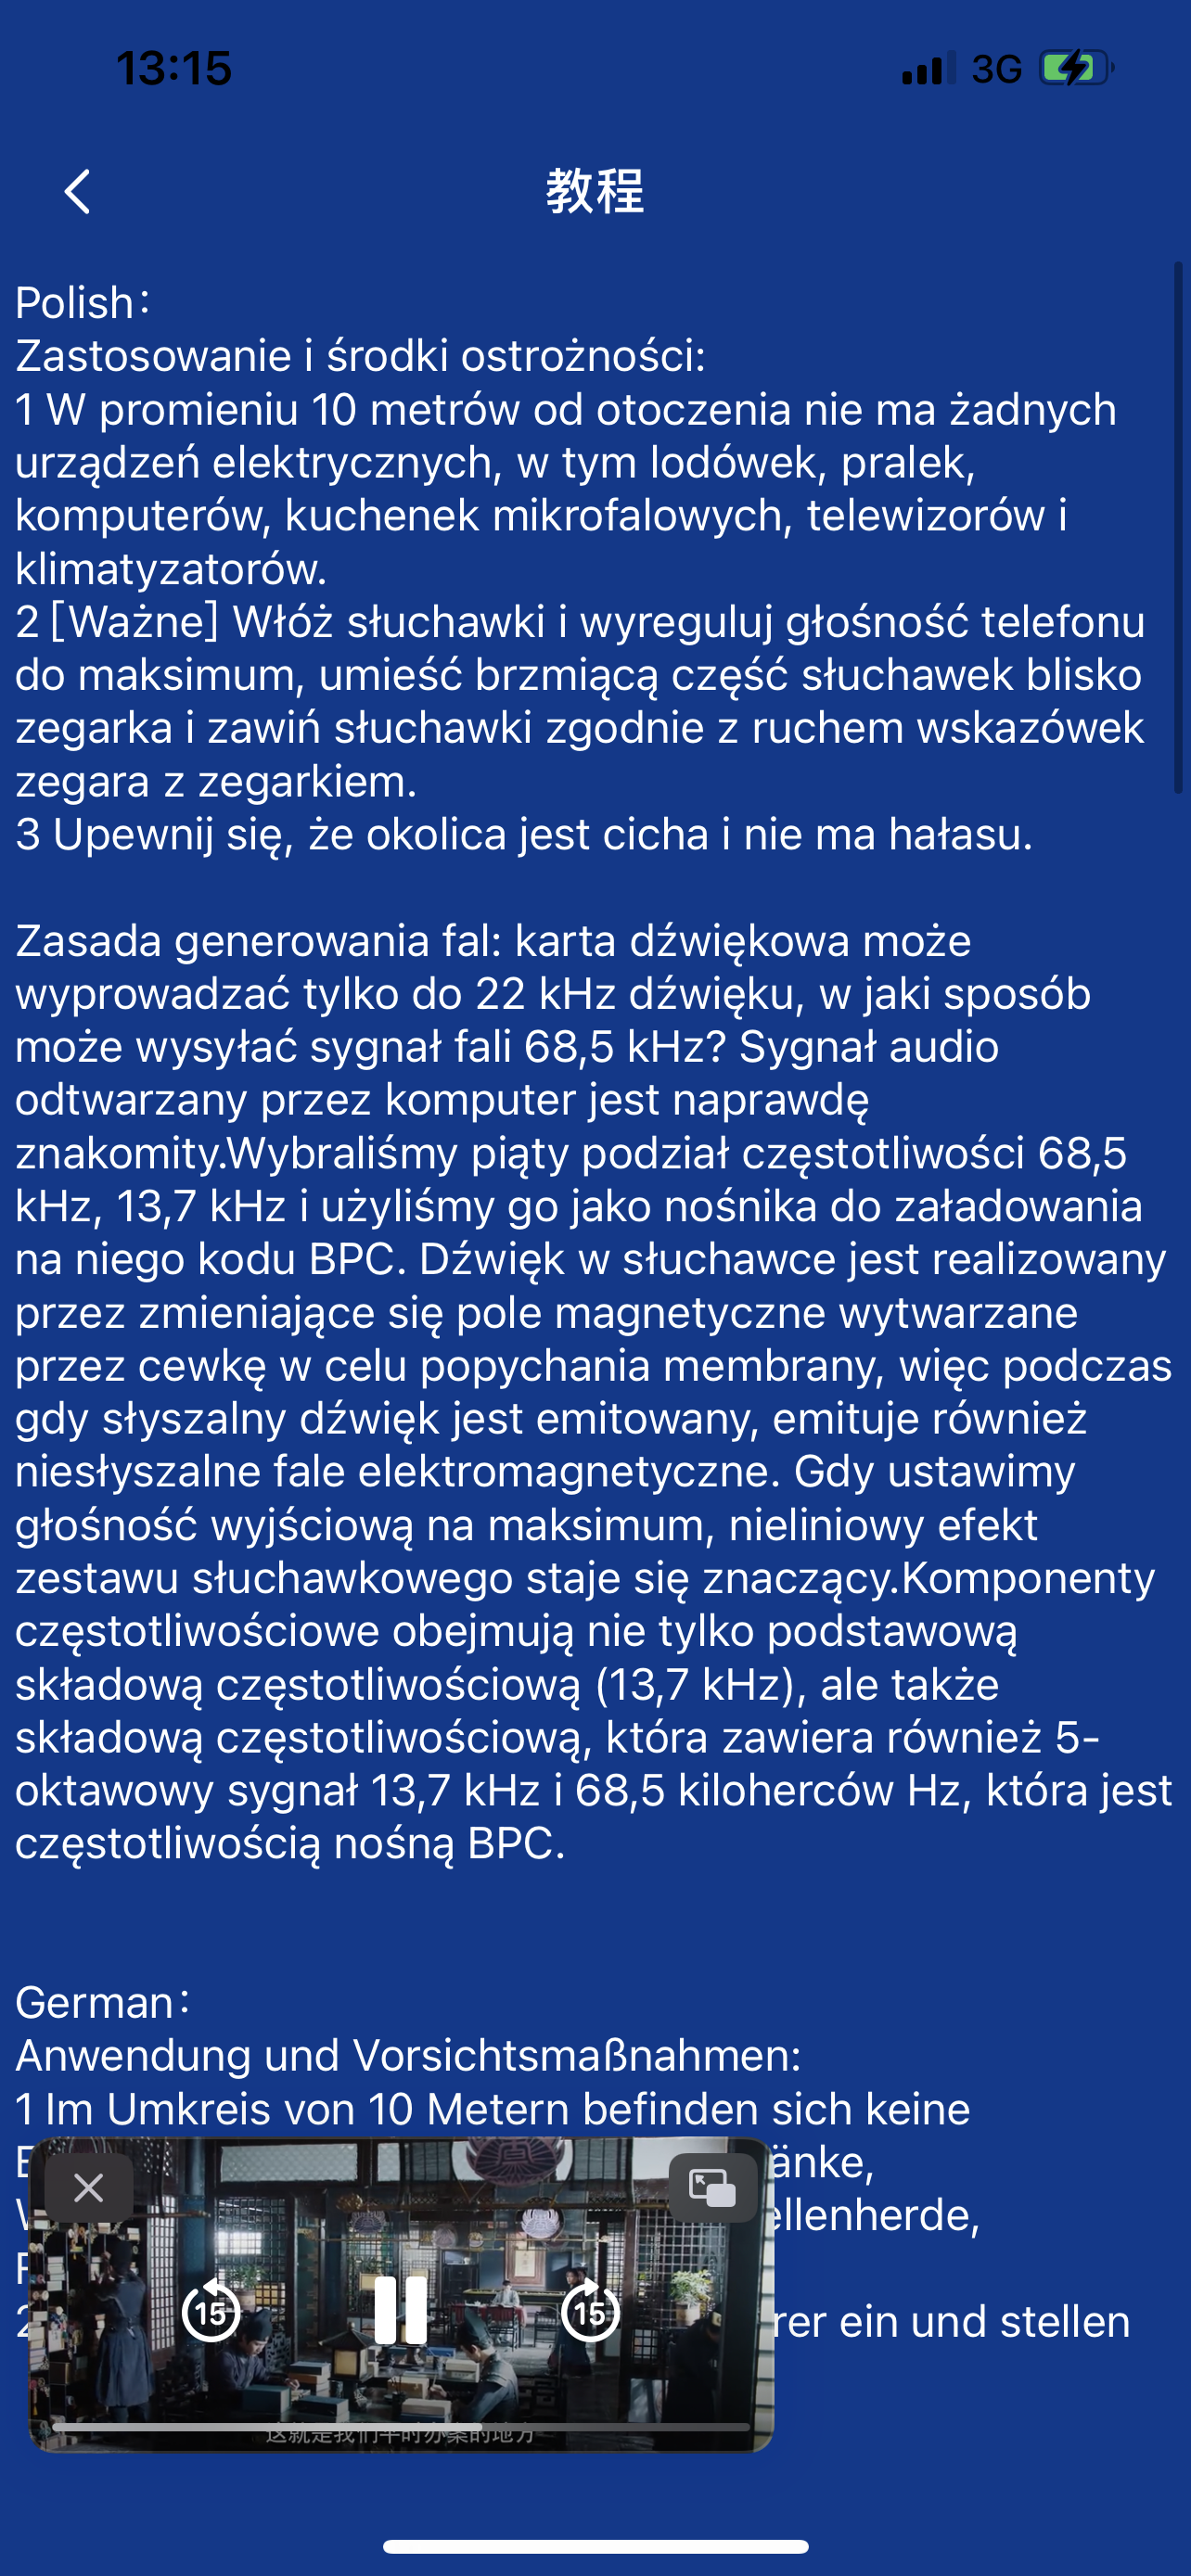 13:15
3G
教程
Polish：
Zastosowanie i środki ostrożności:
1 W promieniu 10 metrów od otoczenia nie ma żadnych
urządzeń elektrycznych, w tym lodówek, pralek,
komputerów, kuchenek mikrofalowych, telewizorów i
klimatyzatorów.
2 [Ważne] Włóż słuchawki i wyreguluj głośność telefonu
do maksimum, umieść brzmiącą część słuchawek blisko
zegarka i zawiń słuchawki zgodnie z ruchem wskazówek
zegara z zegarkiem.
3 Upewnij się, że okolica jest cicha i nie ma hałasu.
Zasada generowania fal: karta dźwiękowa może
wyprowadzać tylko do 22 kHz dźwięku, w jaki sposób
może wysyłać sygnał fali 68,5 kHz? Sygnał audio
odtwarzany przez komputer jest naprawdę
znakomity.Wybraliśmy piąty podział częstotliwości 68,5
kHz, 13,7 kHz i użyliśmy go jako nośnika do załadowania
na niego kodu BPC. Dźwięk w słuchawce jest realizowany
przez zmieniające się pole magnetyczne wytwarzane
przez cewkę w celu popychania membrany, więc podczas
gdy słyszalny dźwięk jest emitowany, emituje również
niesłyszalne fale elektromagnetyczne. Gdy ustawimy
głośność wyjściową na maksimum, nieliniowy efekt
zestawu słuchawkowego staje się znaczący.Komponenty
częstotliwościowe obejmują nie tylko podstawową
składową częstotliwościową (13,7 kHz), ale także
składową częstotliwościową, która zawiera również 5-
oktawowy sygnał 13,7 kHz i 68,5 kiloherców Hz, która jest
częstotliwością nośną BPC.
German：
Anwendung und Vorsichtsmaßnahmen:
1 Im Umkreis von 10 Metern befinden sich keine
änke,
ellenherde,
15
15
rer ein und stellen
这就是我们平时办案的地方